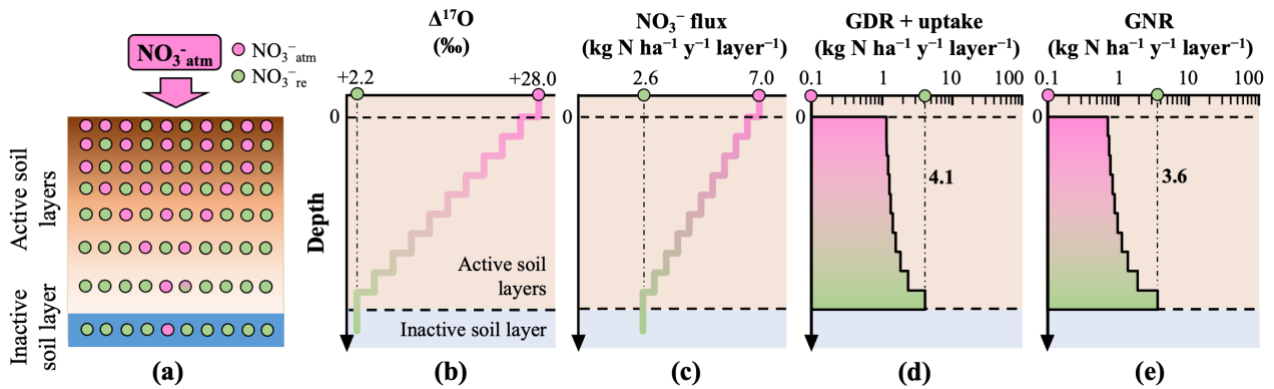 NO₃⁻atm
NO₃⁻atm
NO₃⁻re
Active soil
layers
Inactive
soil layer
(a)
Δ¹⁷O
(‰)
+2.2
+28.0
0
Depth
Active soil
layers
Inactive soil layer
(b)
NO₃⁻ flux
(kg N ha⁻¹ y⁻¹ layer⁻¹)
2.6
7.0
0
(c)
GDR + uptake
(kg N ha⁻¹ y⁻¹ layer⁻¹)
0.1
1
10
100
0
4.1
(d)
GNR
(kg N ha⁻¹ y⁻¹ layer⁻¹)
0.1
1
10
100
0
3.6
(e)